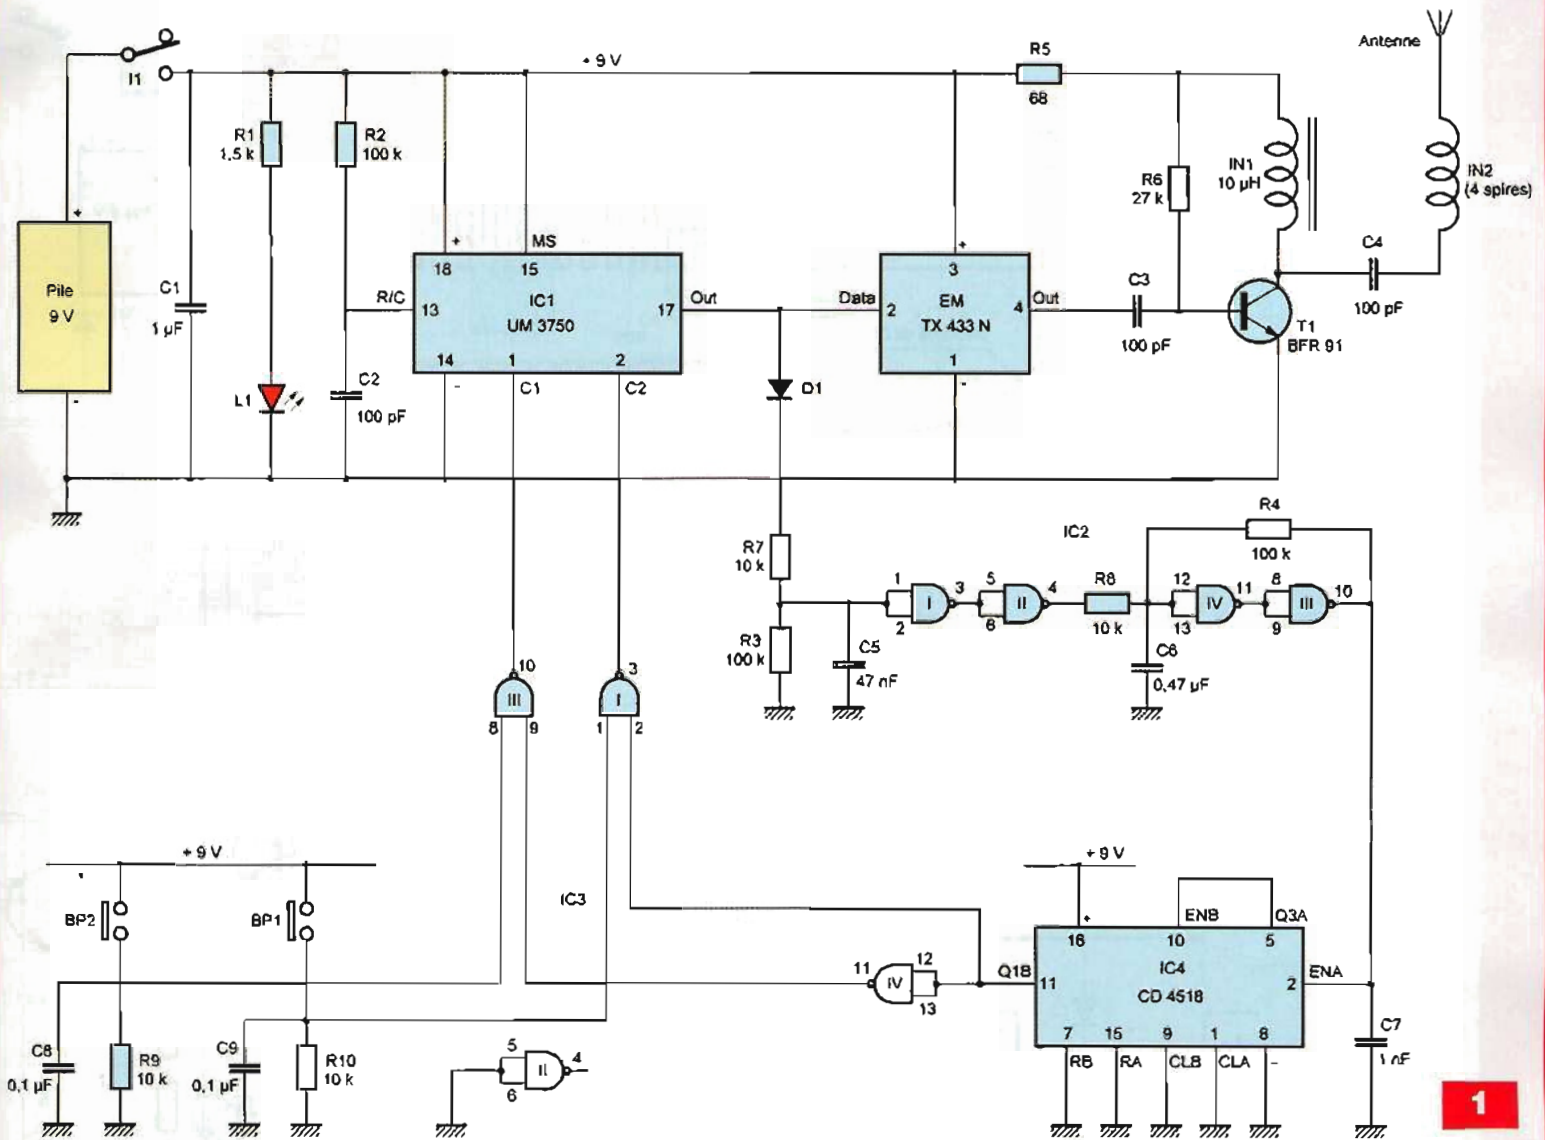 Antenne
I1
+ 9 V
R5
68
R1
1,5 k
R2
100 k
R6
27 k
IN1
10 µH
IN2
(4 spires)
+
Pile
9 V
-
C1
1 µF
L1
C2
100 pF
R/C
+
MS
18
15
13
IC1
UM 3750
17
Out
14
1
2
-
C1
C2
D1
Data
+
3
2
EM
TX 433 N
4
Out
1
-
C3
100 pF
C4
100 pF
T1
BFR 91
IC2
R4
100 k
R7
10 k
R3
100 k
C5
47 nF
1
2
I
3
5
6
II
4
R8
10 k
C6
0,47 µF
12
13
IV
11
8
9
III
10
10
III
8
9
3
I
1
2
+ 9 V
BP2
BP1
IC3
+ 9 V
+
ENB
Q3A
16
10
5
Q1B
11
IC4
CD 4518
2
ENA
7
15
9
1
8
RB
RA
CLB
CLA
-
11
IV
12
13
C7
1 nF
C8
0,1 µF
R9
10 k
C9
0,1 µF
R10
10 k
5
6
II
4
1